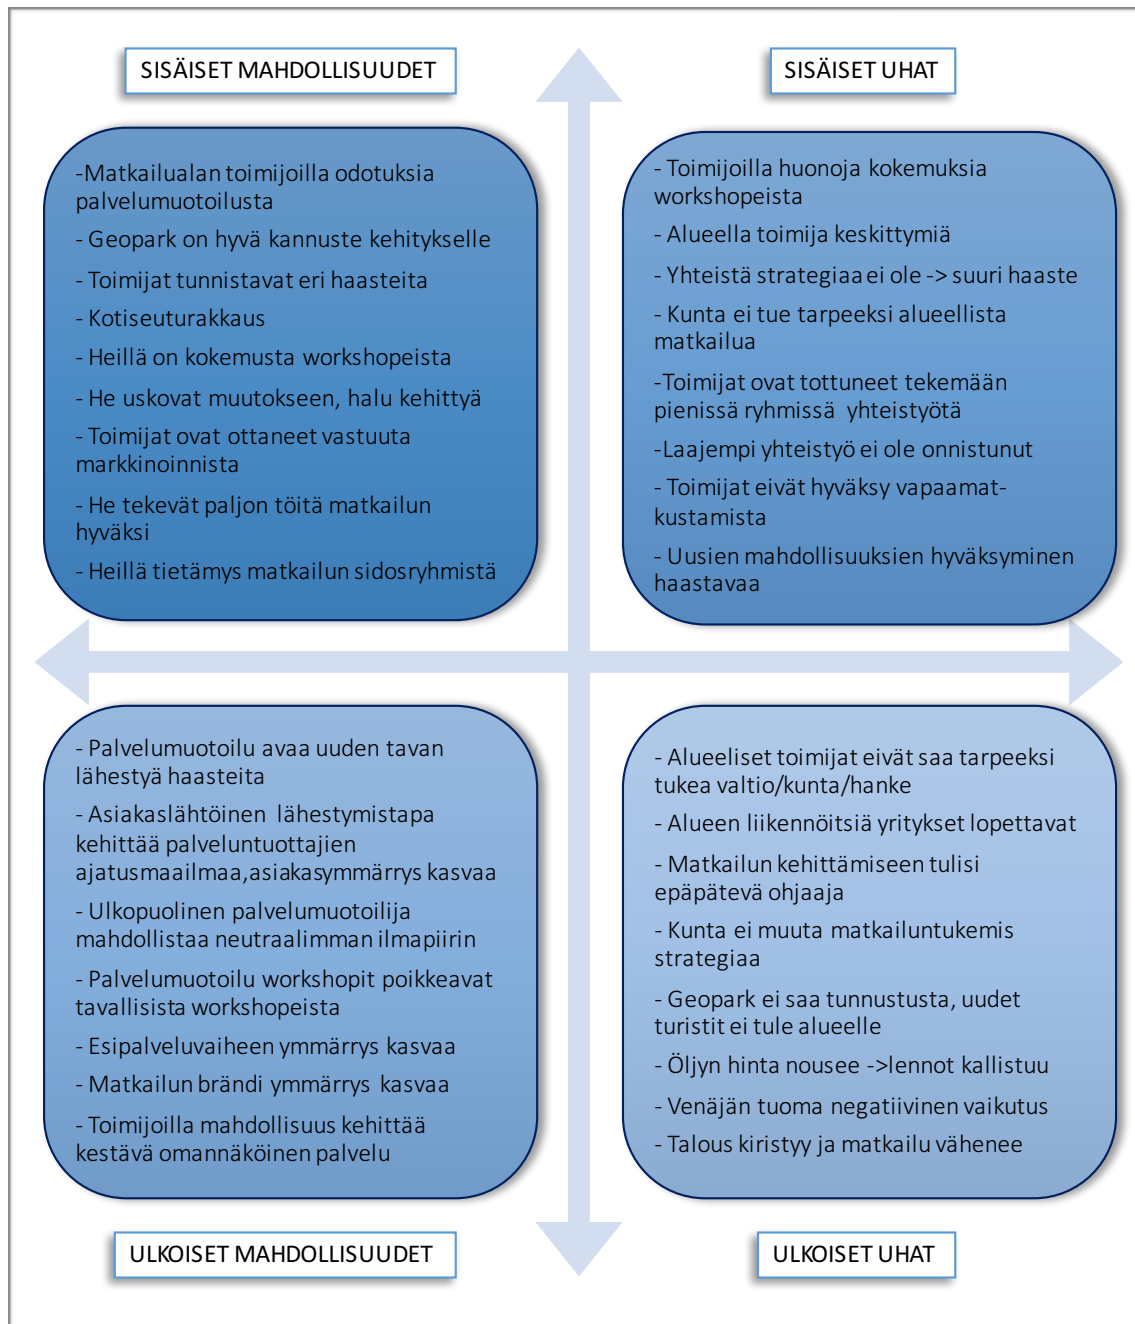 SISÄISET MAHDOLLISUUDET
-Matkailualan toimijoilla odotuksia
palvelumuotoilusta
- Geopark on hyvä kannuste kehitykselle
- Toimijat tunnistavat eri haasteita
- Kotiseuturakkaus
- Heillä on kokemusta workshopeista
- He uskovat muutokseen, halu kehittyä
- Toimijat ovat ottaneet vastuuta
markkinoinnista
- He tekevät paljon töitä matkailun
hyväksi
- Heillä tietämys matkailun sidosryhmistä
SISÄISET UHAT
- Toimijoilla huonoja kokemuksia
workshopeista
- Alueella toimija keskittymiä
- Yhteistä strategiaa ei ole -> suuri haaste
- Kunta ei tue tarpeeksi alueellista
matkailua
-Toimijat ovat tottuneet tekemään
pienissä ryhmissä yhteistyötä
-Laajempi yhteistyö ei ole onnistunut
- Toimijat eivät hyväksy vapaamat-
kustamista
- Uusien mahdollisuuksien hyväksyminen
haastavaa
- Palvelumuotoilu avaa uuden tavan
lähestyä haasteita
- Asiakaslähtöinen lähestymistapa
kehittää palveluntuottajien
ajatusmaailmaa,asiakasymmärrys kasvaa
- Ulkopuolinen palvelumuotoilija
mahdollistaa neutraalimman ilmapiirin
- Palvelumuotoilu workshopit poikkeavat
tavallisista workshopeista
- Esipalveluvaiheen ymmärrys kasvaa
- Matkailun brändi ymmärrys kasvaa
- Toimijoilla mahdollisuus kehittää
kestävä omannäköinen palvelu
ULKOISET MAHDOLLISUUDET
- Alueeliset toimijat eivät saa tarpeeksi
tukea valtio/kunta/hanke
- Alueen liikennöitsiä yritykset lopettavat
- Matkailun kehittämiseen tulisi
epäpätevä ohjaaja
- Kunta ei muuta matkailuntukemis
strategiaa
- Geopark ei saa tunnustusta, uudet
turistit ei tule alueelle
- Öljyn hinta nousee ->lennot kallistuu
- Venäjän tuoma negatiivinen vaikutus
- Talous kiristyy ja matkailu vähenee
ULKOISET UHAT